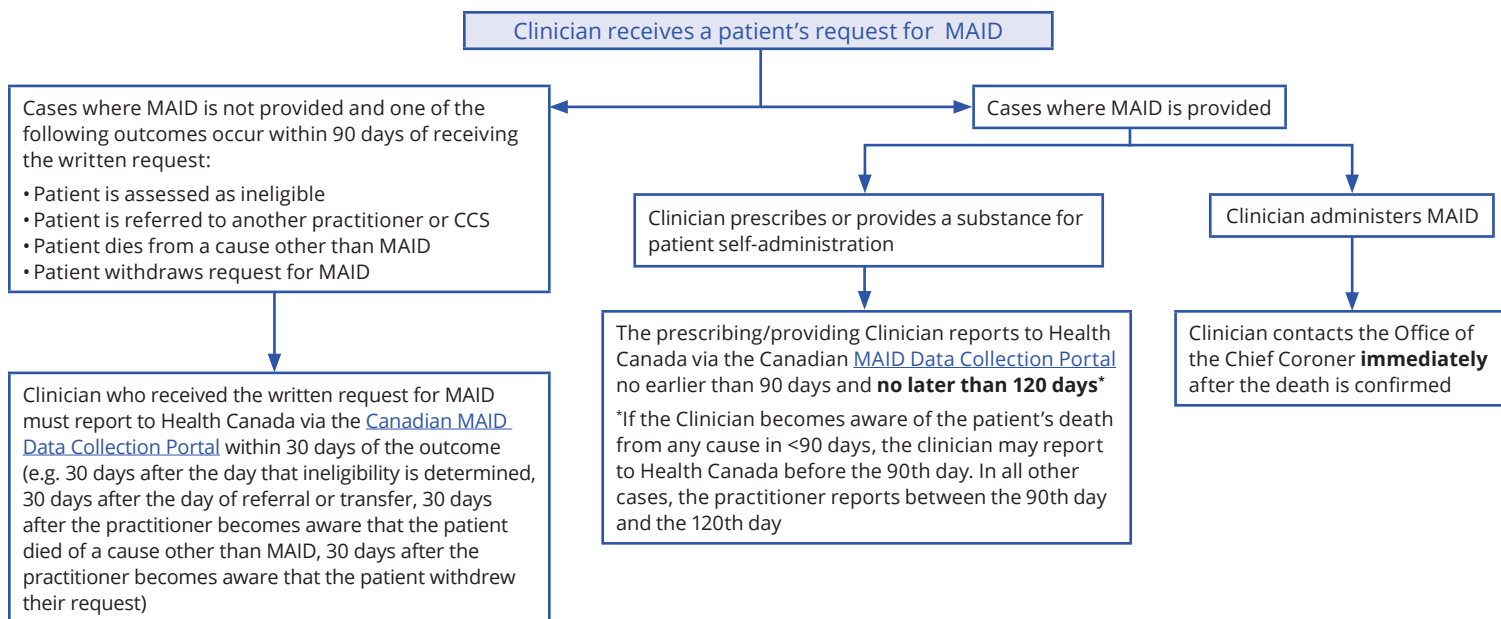 Clinician receives a patient’s request for MAID
Cases where MAID is not provided and one of the
following outcomes occur within 90 days of receiving
the written request:
• Patient is assessed as ineligible
• Patient is referred to another practitioner or CCS
• Patient dies from a cause other than MAID
• Patient withdraws request for MAID
Clinician who received the written request for MAID
must report to Health Canada via the Canadian MAID
Data Collection Portal within 30 days of the outcome
(e.g. 30 days after the day that ineligibility is determined,
30 days after the day of referral or transfer, 30 days
after the practitioner becomes aware that the patient
died of a cause other than MAID, 30 days after the
practitioner becomes aware that the patient withdrew
their request)
Cases where MAID is provided
Clinician prescribes or provides a substance for
patient self-administration
The prescribing/providing Clinician reports to Health
Canada via the Canadian MAID Data Collection Portal
no earlier than 90 days and no later than 120 days*
*If the Clinician becomes aware of the patient’s death
from any cause in <90 days, the clinician may report
to Health Canada before the 90th day. In all other
cases, the practitioner reports between the 90th day
and the 120th day
Clinician administers MAID
Clinician contacts the Office of
the Chief Coroner immediately
after the death is confirmed